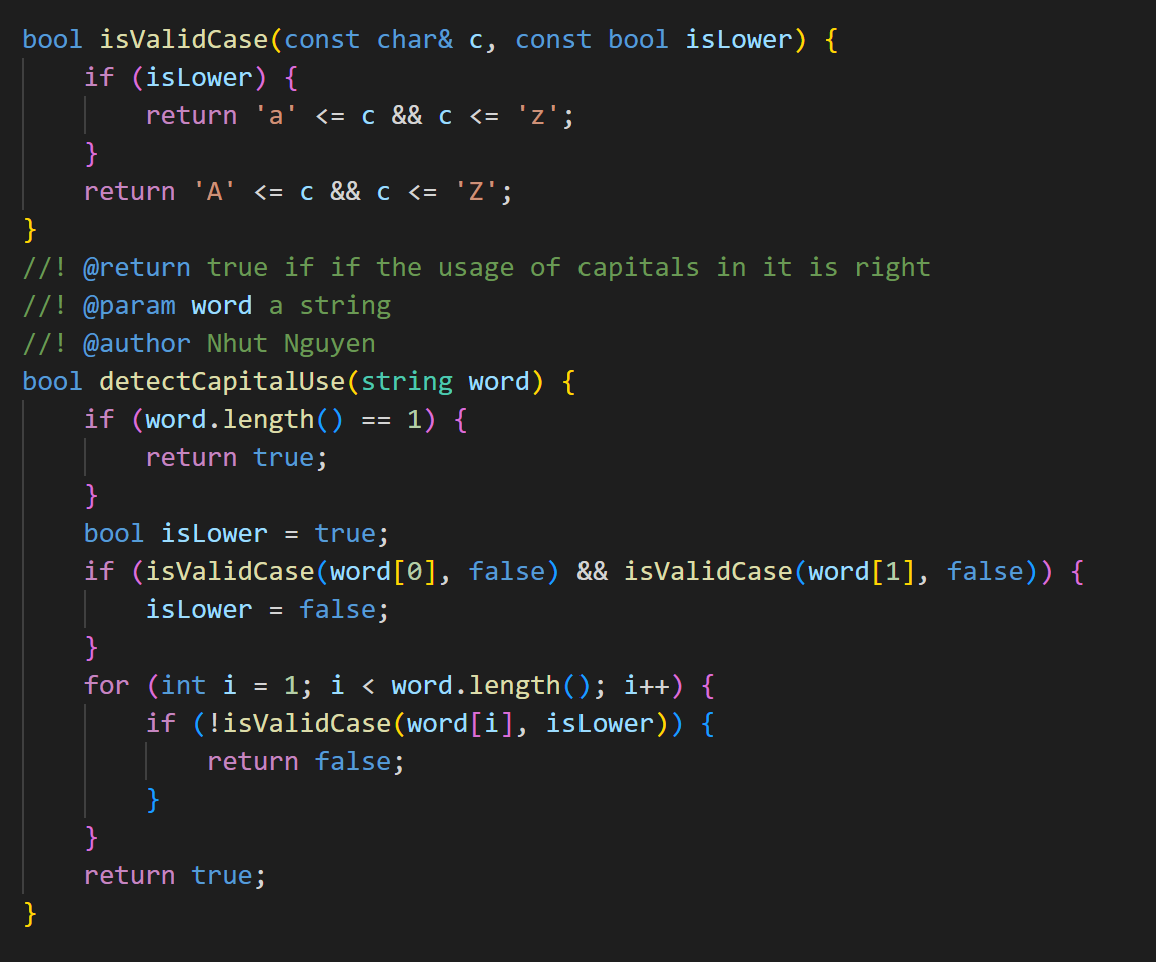 bool isValidCase(const char& c, const bool isLower) {
    if (isLower) {
        return 'a' <= c && c <= 'z';
    }
    return 'A' <= c && c <= 'Z';
}
//! @return true if if the usage of capitals in it is right
//! @param word a string
//! @author Nhut Nguyen
bool detectCapitalUse(string word) {
    if (word.length() == 1) {
        return true;
    }
    bool isLower = true;
    if (isValidCase(word[0], false) && isValidCase(word[1], false)) {
        isLower = false;
    }
    for (int i = 1; i < word.length(); i++) {
        if (!isValidCase(word[i], isLower)) {
            return false;
        }
    }
    return true;
}